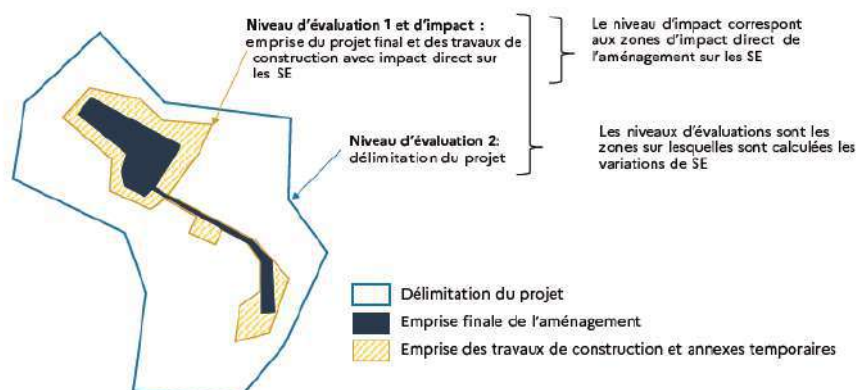 Niveau d'évaluation 1 et d'impact :
emprise du projet final et des travaux de
construction avec impact direct sur
les SE
Le niveau d'impact correspont
aux zones d'impact direct de
l'aménagement sur les SE
Niveau d'évaluation 2:
délimitation du projet
Les niveaux d'évaluations sont les
zones sur lesquelles sont calculées les
variations de SE
Délimitation du projet
Emprise finale de l'aménagement
Emprise des travaux de construction et annexes temporaires